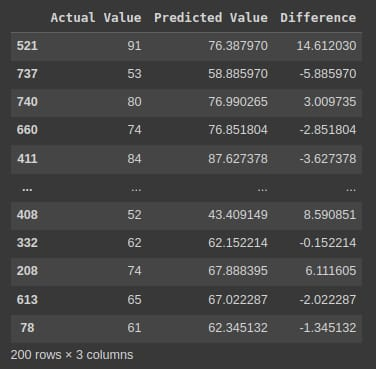 Actual Value Predicted Value Difference
521 91 76.387970 14.612030
737 53 58.885970 -5.885970
740 80 76.990265 3.009735
660 74 76.851804 -2.851804
411 84 87.627378 -3.627378
... ... ... ...
408 52 43.409149 8.590851
332 62 62.152214 -0.152214
208 74 67.888395 6.111605
613 65 67.022287 -2.022287
78 61 62.345132 -1.345132
200 rows × 3 columns